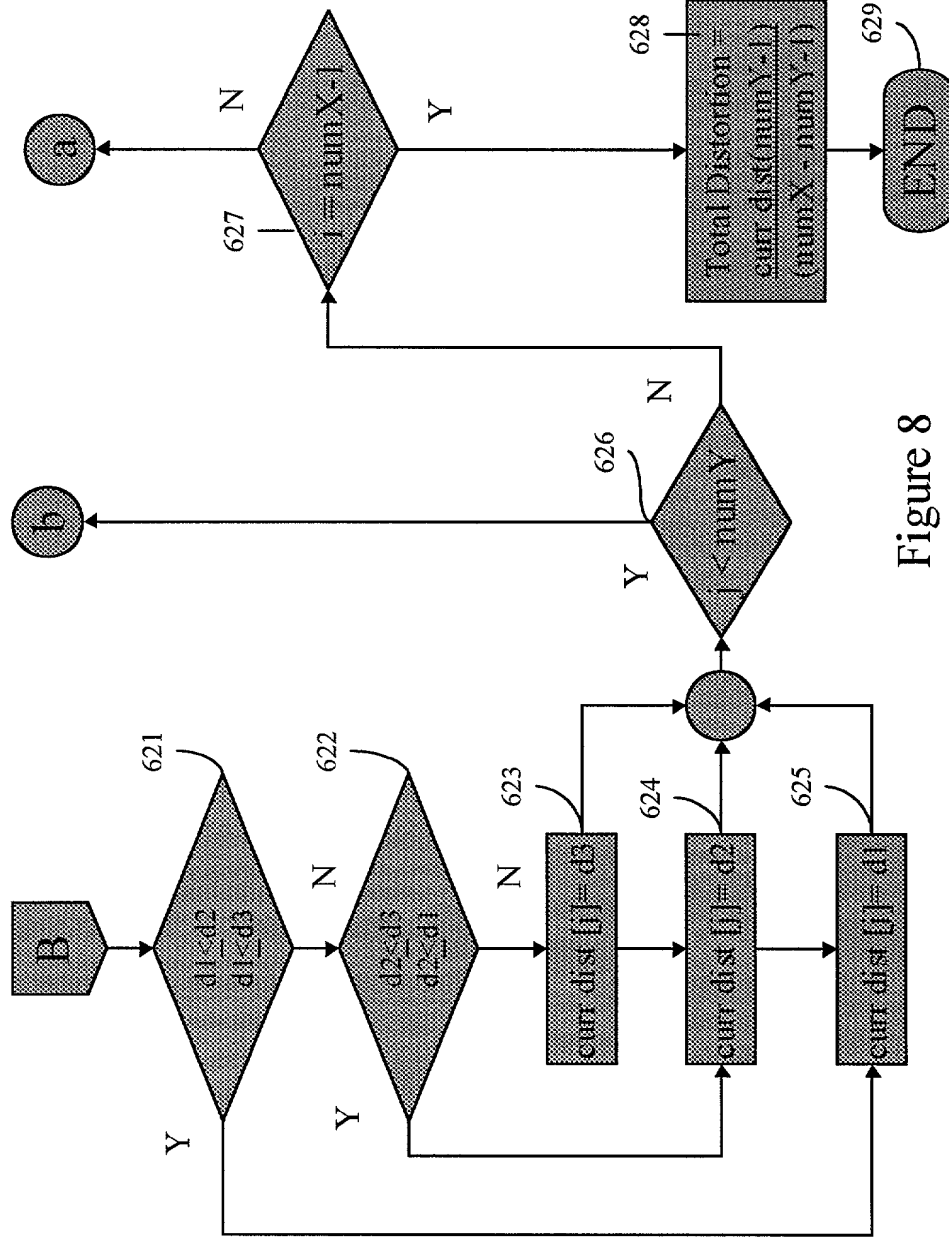 B
621
d1≤d2
d1≤d3
Y
N
622
d2≤d3
d2≤d1
Y
N
623
curr dist [j]= d3
624
curr dist [j]= d2
625
curr dist [j]= d1
b
626
j < numY
Y
N
a
627
i = numX-1
N
Y
628
Total Distortion =
curr dist(numY-1)
(numX- numY-1)
629
END
Figure 8